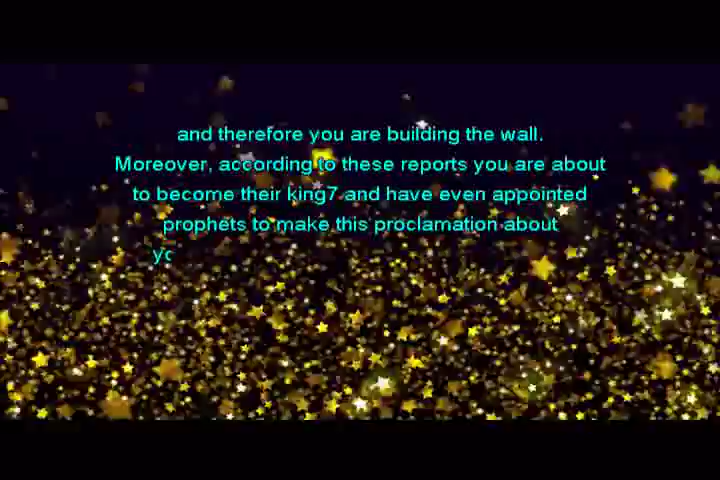 and therefore you are building the wall.
Moreover, according to these reports you are about
to become their king7 and have even appointed
prophets to make this proclamation about